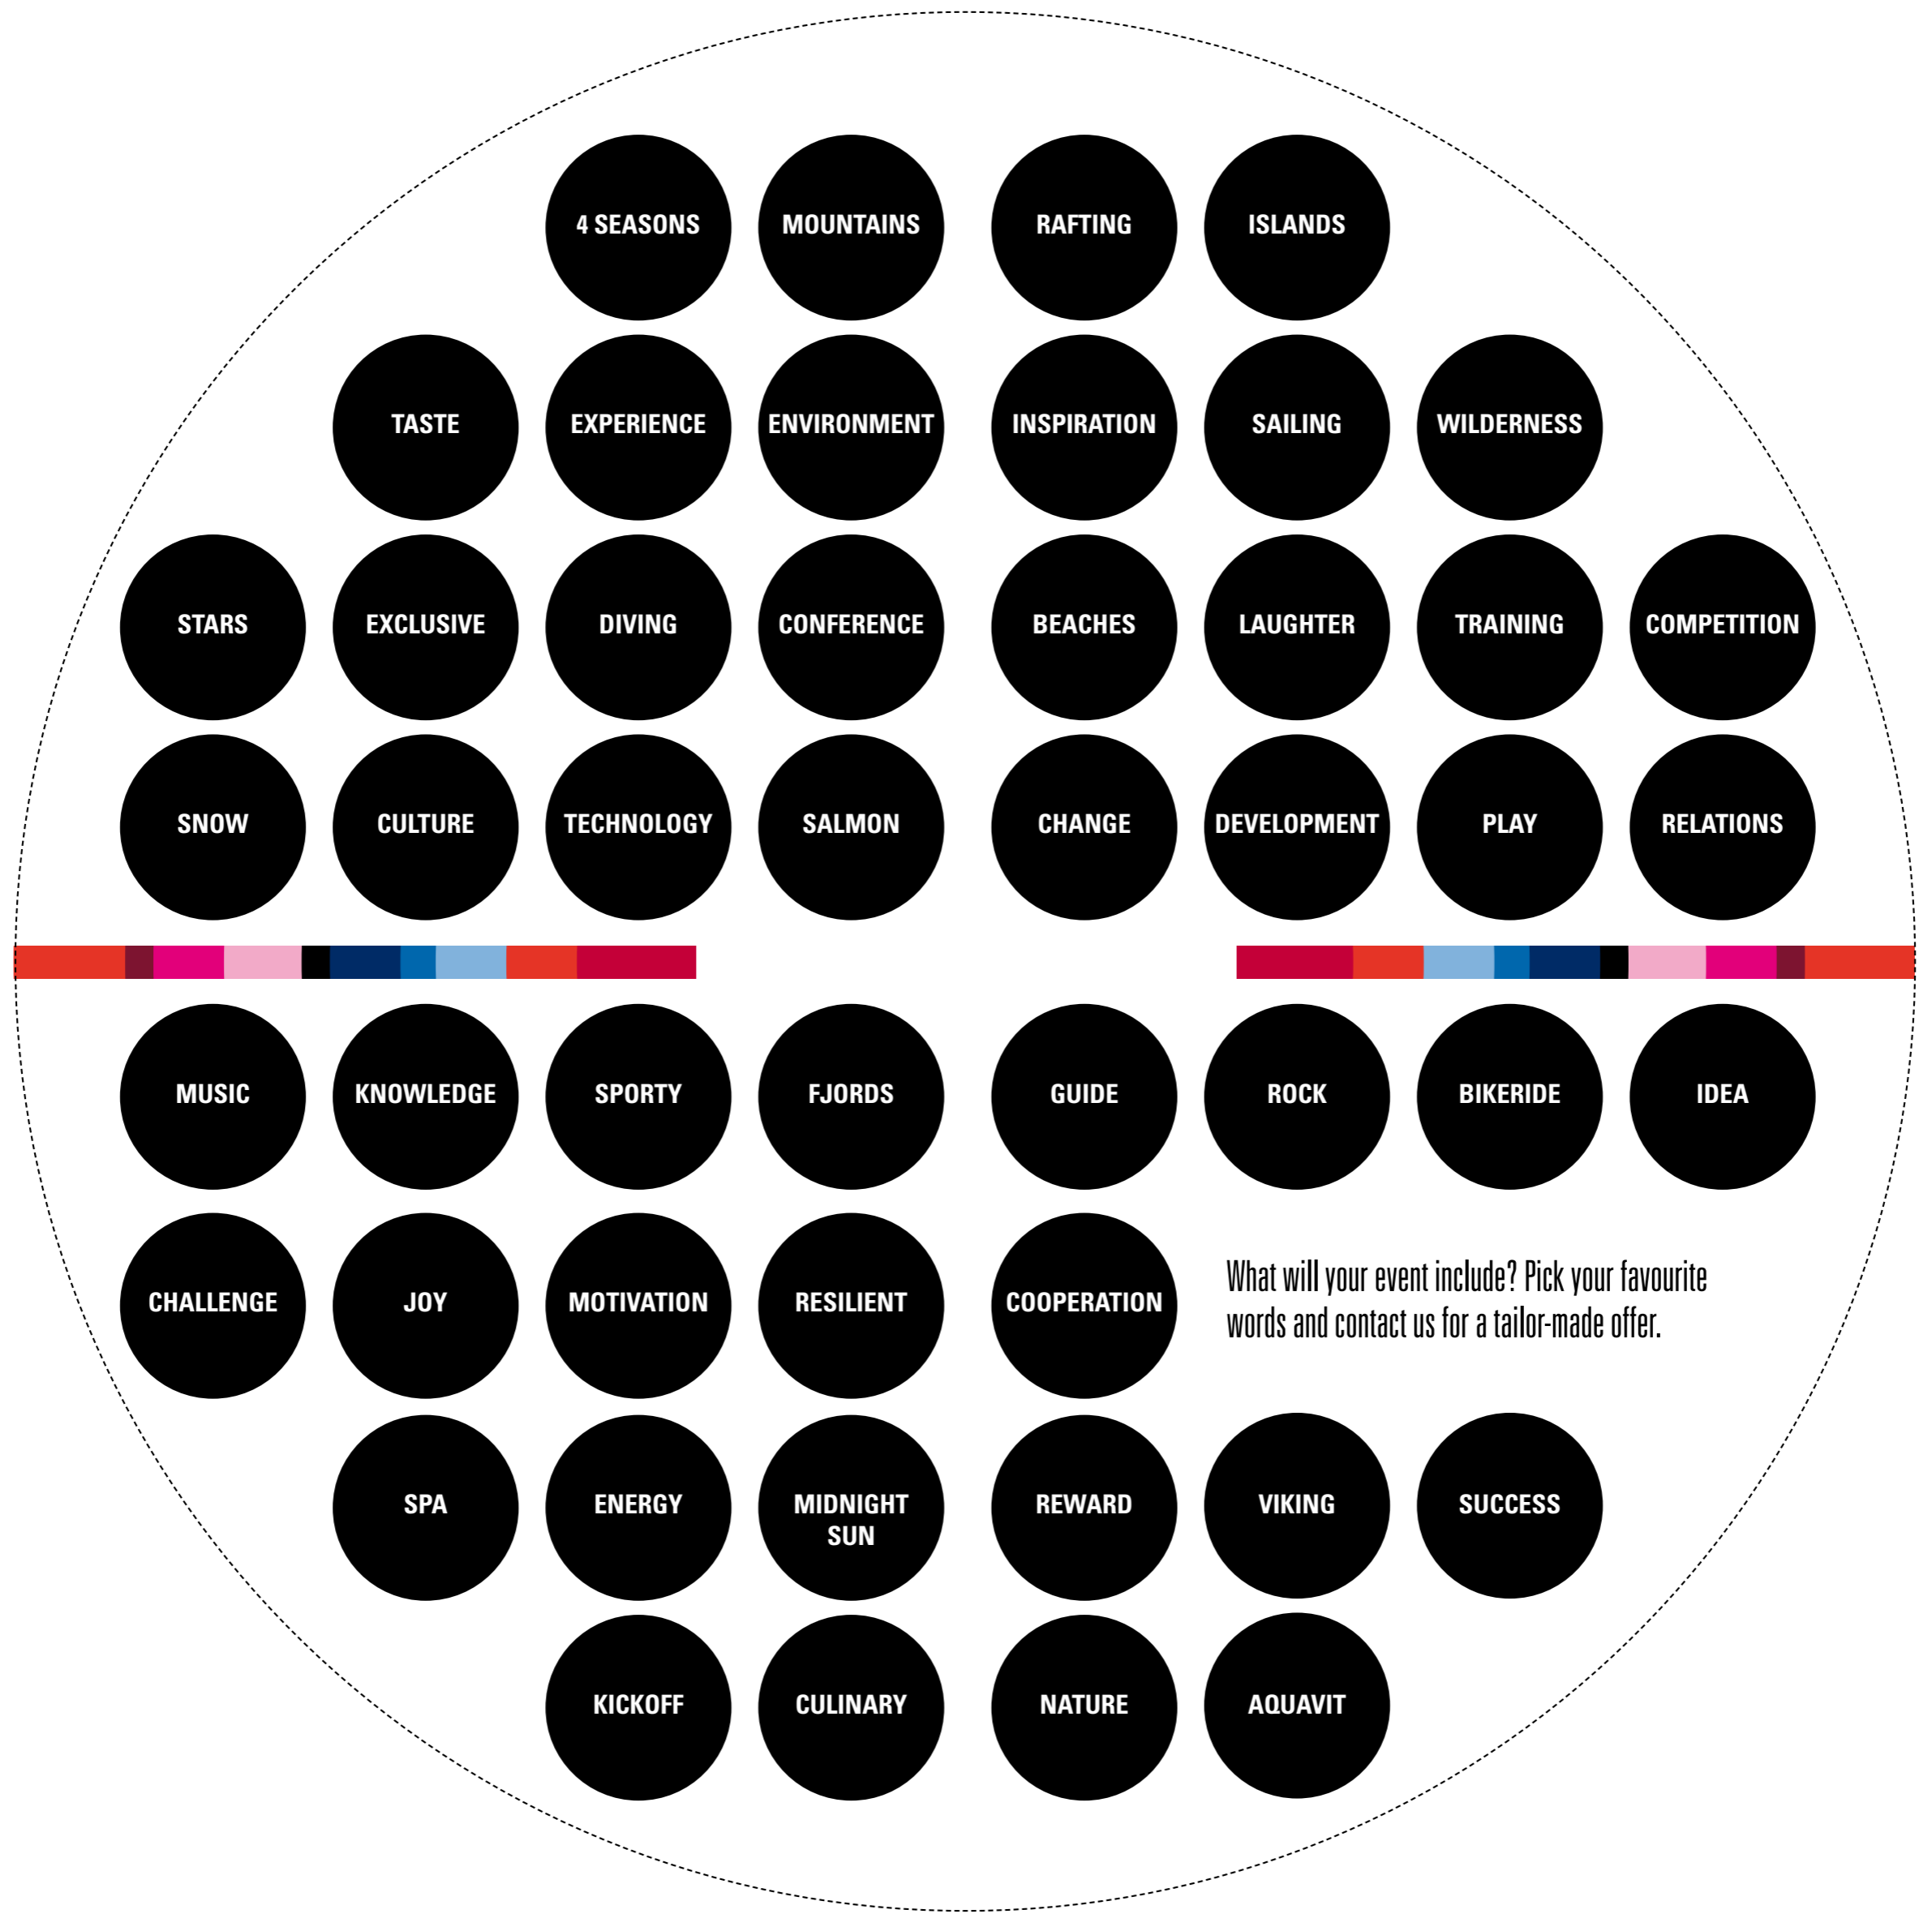 4 SEASONS
MOUNTAINS
RAFTING
ISLANDS
TASTE
EXPERIENCE
ENVIRONMENT
INSPIRATION
SAILING
WILDERNESS
STARS
EXCLUSIVE
DIVING
CONFERENCE
BEACHES
LAUGHTER
TRAINING
COMPETITION
SNOW
CULTURE
TECHNOLOGY
SALMON
CHANGE
DEVELOPMENT
PLAY
RELATIONS
MUSIC
KNOWLEDGE
SPORTY
FJORDS
GUIDE
ROCK
BIKERIDE
IDEA
CHALLENGE
JOY
MOTIVATION
RESILIENT
COOPERATION
What will your event include? Pick your favourite
words and contact us for a tailor-made offer.
SPA
ENERGY
MIDNIGHT
SUN
REWARD
VIKING
SUCCESS
KICKOFF
CULINARY
NATURE
AQUAVIT